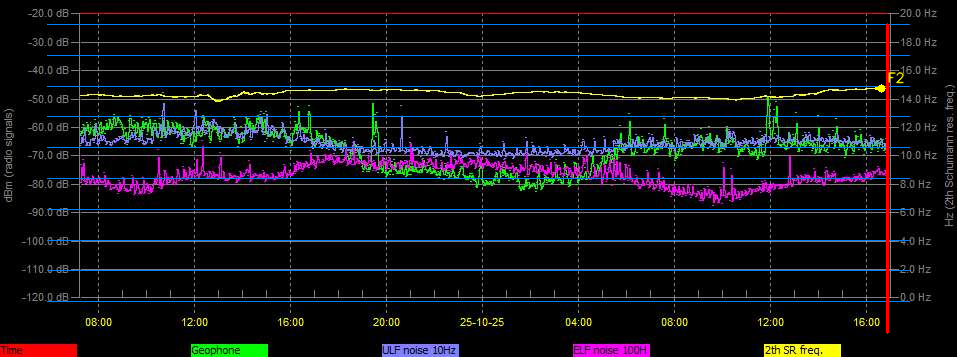 -20.0 dB 20.0 Hz
-30.0 dB 18.0 Hz
-40.0 dB 16.0 Hz
F2
-50.0 dB 14.0 Hz
-60.0 dB 12.0 Hz
-70.0 dB 10.0 Hz
-80.0 dB 8.0 Hz
-90.0 dB 6.0 Hz
-100.0 dB 4.0 Hz
-110.0 dB 2.0 Hz
-120.0 dB 0.0 Hz
dBm (radio signals)
Hz (2th Schumann res. freq.)
08:00 12:00 16:00 20:00 25-10-25 04:00 08:00 12:00 16:00
Time Geophone ULF noise 10Hz ELF noise 100H 2th SR freq.